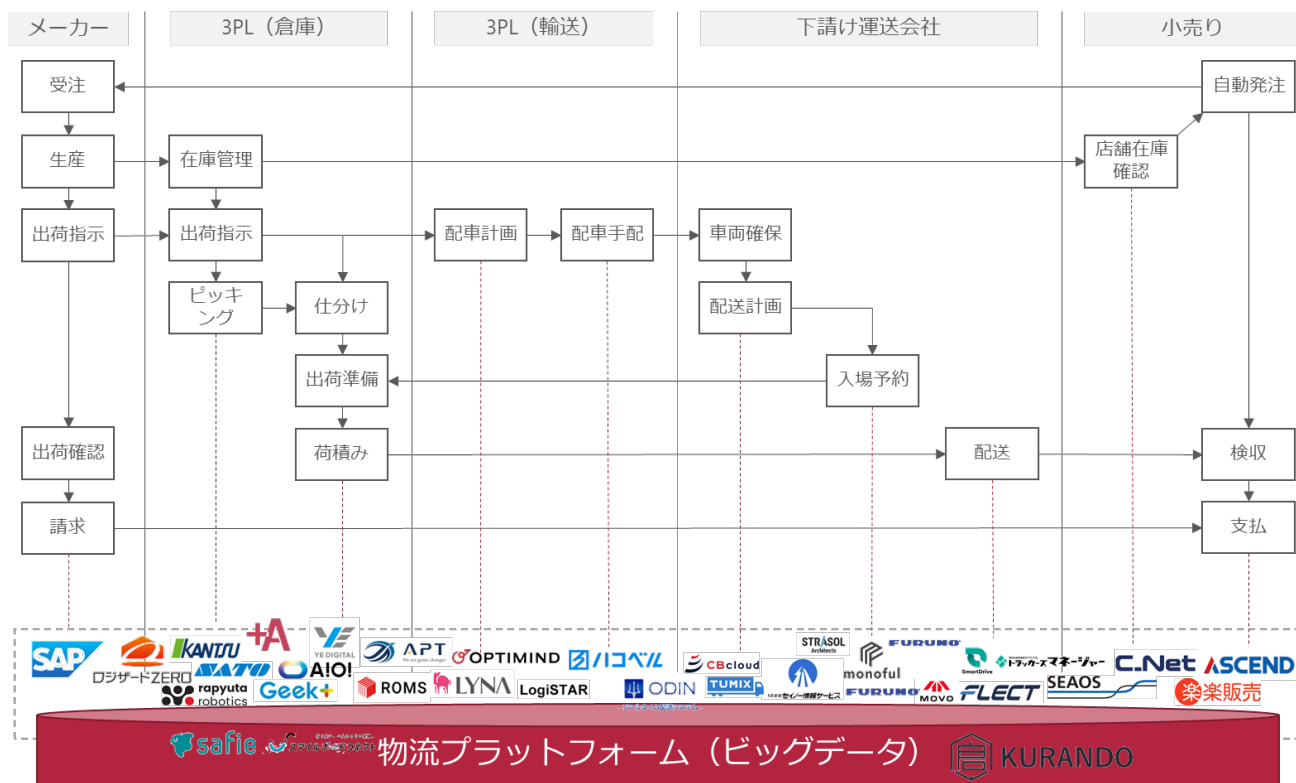 メーカー
3PL（倉庫）
3PL（輸送）
下請け運送会社
小売り
受注
自動発注
生産
在庫管理
店舗在庫
確認
出荷指示
出荷指示
配車計画
配車手配
車両確保
ピッキ
ング
仕分け
配送計画
出荷準備
入場予約
出荷確認
荷積み
配送
検収
請求
支払
SAP
ロジザードZERO
KANTSU
+A
YE DIGITAL
APT
We are game changer
OPTIMIND
ハコベル
CBcloud
STRASOL
Architects
monoful
FURUNO
SmartDrive
トラッカーズマネージャー
C.Net
ASCEND
SATO
AIOI
rapyuta
robotics
Geek+
ROMS
LYNA
LogiSTAR
ODIN
TUMIX
セイノー情報サービス
FURUNO
MOVO
FLECT
SEAOS
楽楽販売
safie
物流プラットフォーム（ビッグデータ）
KURANDO